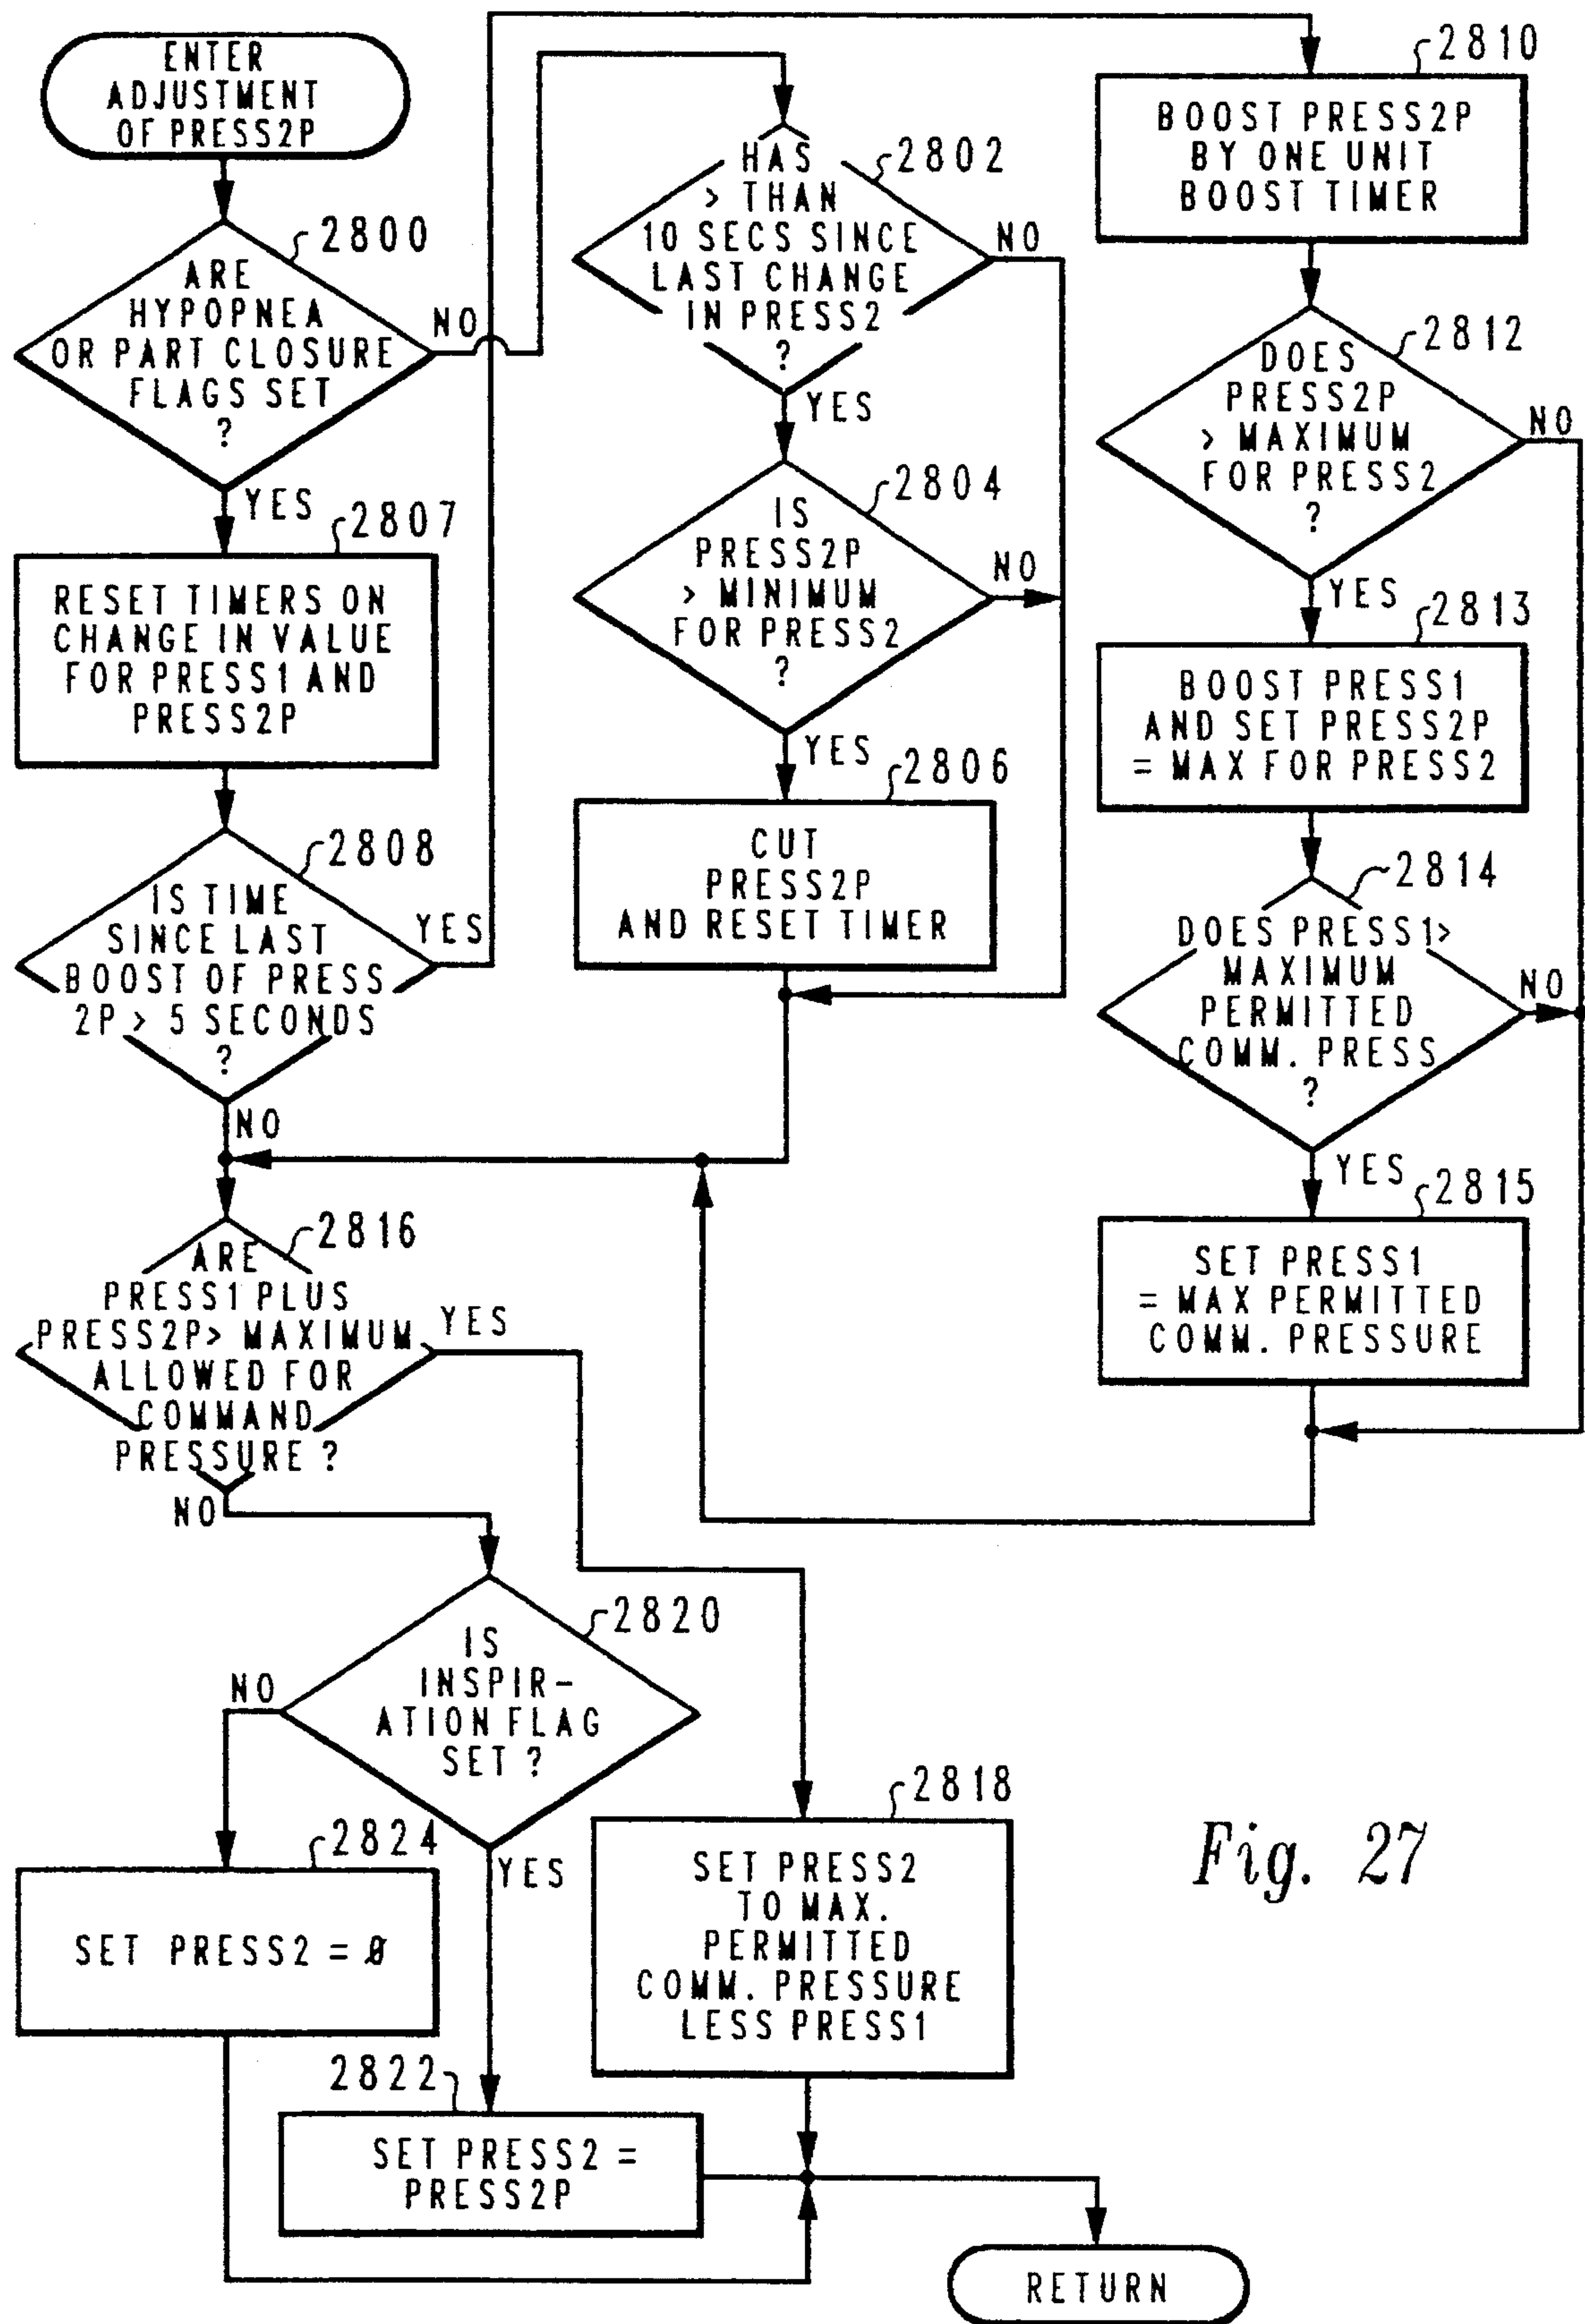 ENTER
ADJUSTMENT
OF PRESS2P
2800
ARE
HYPOPNEA
OR PART CLOSURE
FLAGS SET
?
NO
YES
2807
RESET TIMERS ON
CHANGE IN VALUE
FOR PRESS1 AND
PRESS2P
2808
IS TIME
SINCE LAST
BOOST OF PRESS
2P > 5 SECONDS
?
YES
NO
2802
HAS
> THAN
10 SECS SINCE
LAST CHANGE
IN PRESS2
?
NO
YES
2804
IS
PRESS2P
> MINIMUM
FOR PRESS2
?
NO
YES
2806
CUT
PRESS2P
AND RESET TIMER
2810
BOOST PRESS2P
BY ONE UNIT
BOOST TIMER
2812
DOES
PRESS2P
> MAXIMUM
FOR PRESS2
?
NO
YES
2813
BOOST PRESS1
AND SET PRESS2P
= MAX FOR PRESS2
2814
DOES PRESS1>
MAXIMUM
PERMITTED
COMM. PRESS
?
NO
YES
2815
SET PRESS1
= MAX PERMITTED
COMM. PRESSURE
2816
ARE
PRESS1 PLUS
PRESS2P> MAXIMUM
ALLOWED FOR
COMMAND
PRESSURE ?
YES
NO
2820
IS
INSPIR-
ATION FLAG
SET ?
NO
YES
2824
SET PRESS2 = 0
2822
SET PRESS2 =
PRESS2P
2818
SET PRESS2
TO MAX.
PERMITTED
COMM. PRESSURE
LESS PRESS1
RETURN
Fig. 27